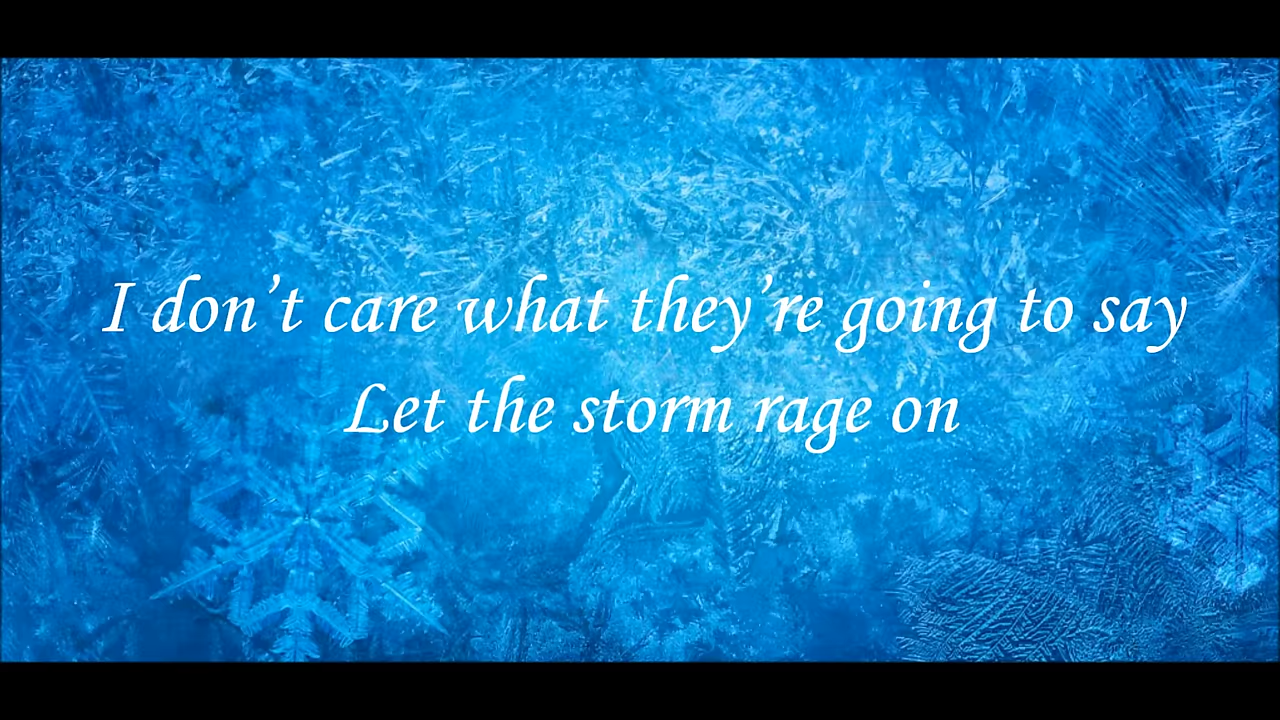 I don’t care what they’re going to say
Let the storm rage on